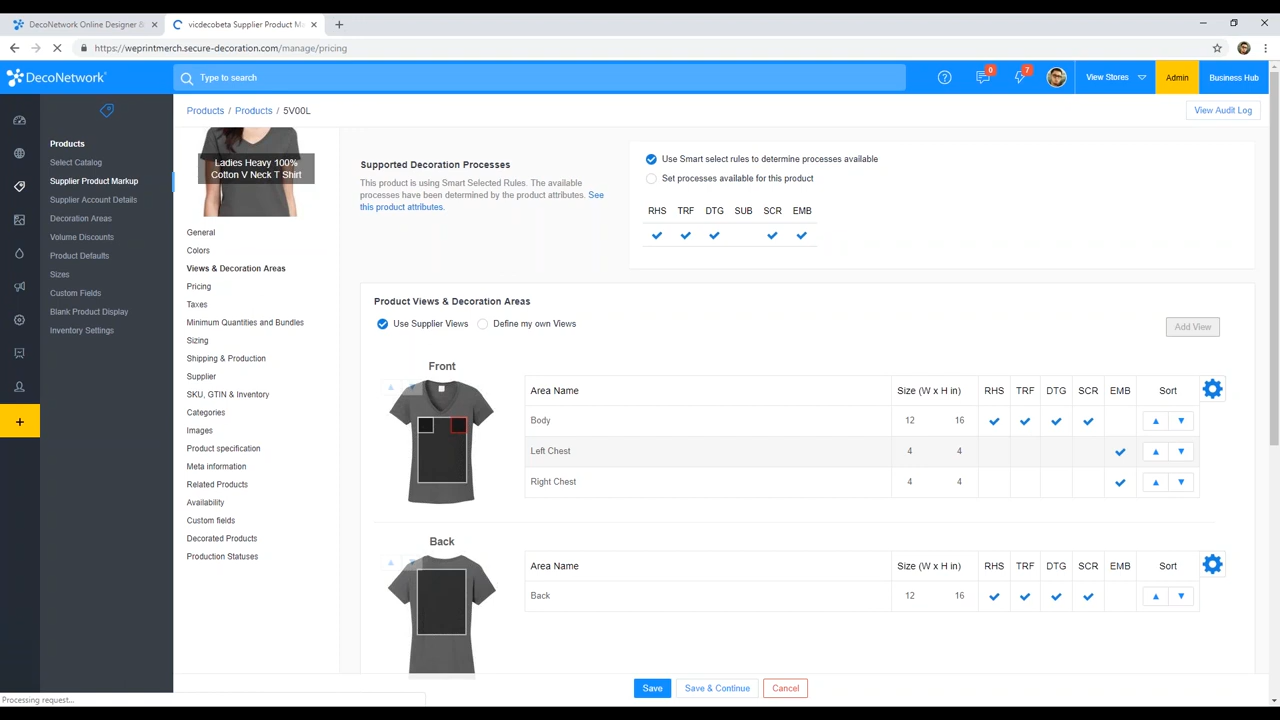 DecoNetwork Online Designer &
vicdecobeta Supplier Product Ma
https://weprintmerch.secure-decoration.com/manage/pricing
DecoNetwork
Type to search
0
7
View Stores
Admin
Business Hub
Products / Products / 5V00L
View Audit Log
Products
Select Catalog
Supplier Product Markup
Supplier Account Details
Decoration Areas
Volume Discounts
Product Defaults
Sizes
Custom Fields
Blank Product Display
Inventory Settings
Ladies Heavy 100%
Cotton V Neck T Shirt
General
Colors
Views & Decoration Areas
Pricing
Taxes
Minimum Quantities and Bundles
Sizing
Shipping & Production
Supplier
SKU, GTIN & Inventory
Categories
Images
Product specification
Meta information
Related Products
Availability
Custom fields
Decorated Products
Production Statuses
Supported Decoration Processes
This product is using Smart Selected Rules. The available
processes have been determined by the product attributes. See
this product attributes.
Use Smart select rules to determine processes available
Set processes available for this product
RHS TRF DTG SUB SCR EMB
Product Views & Decoration Areas
Use Supplier Views Define my own Views
Add View
Front
Area Name Size (W x H in) RHS TRF DTG SCR EMB Sort
Body 12 16
Left Chest 4 4
Right Chest 4 4
Back
Area Name Size (W x H in) RHS TRF DTG SCR EMB Sort
Back 12 16
Save Save & Continue Cancel
Processing request...